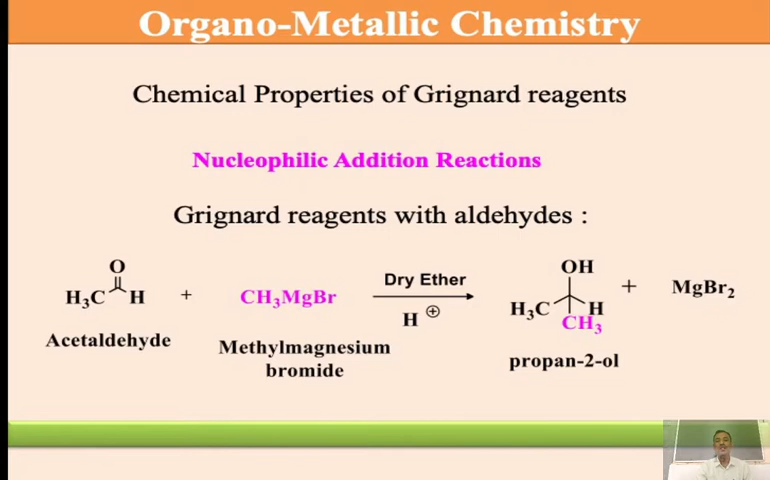 Organo-Metallic Chemistry
Chemical Properties of Grignard reagents
Nucleophilic Addition Reactions
Grignard reagents with aldehydes :
O
H₃C H + CH₃MgBr Dry Ether H⊕ OH H₃C H CH₃ + MgBr₂
Acetaldehyde
Methylmagnesium
bromide
propan-2-ol